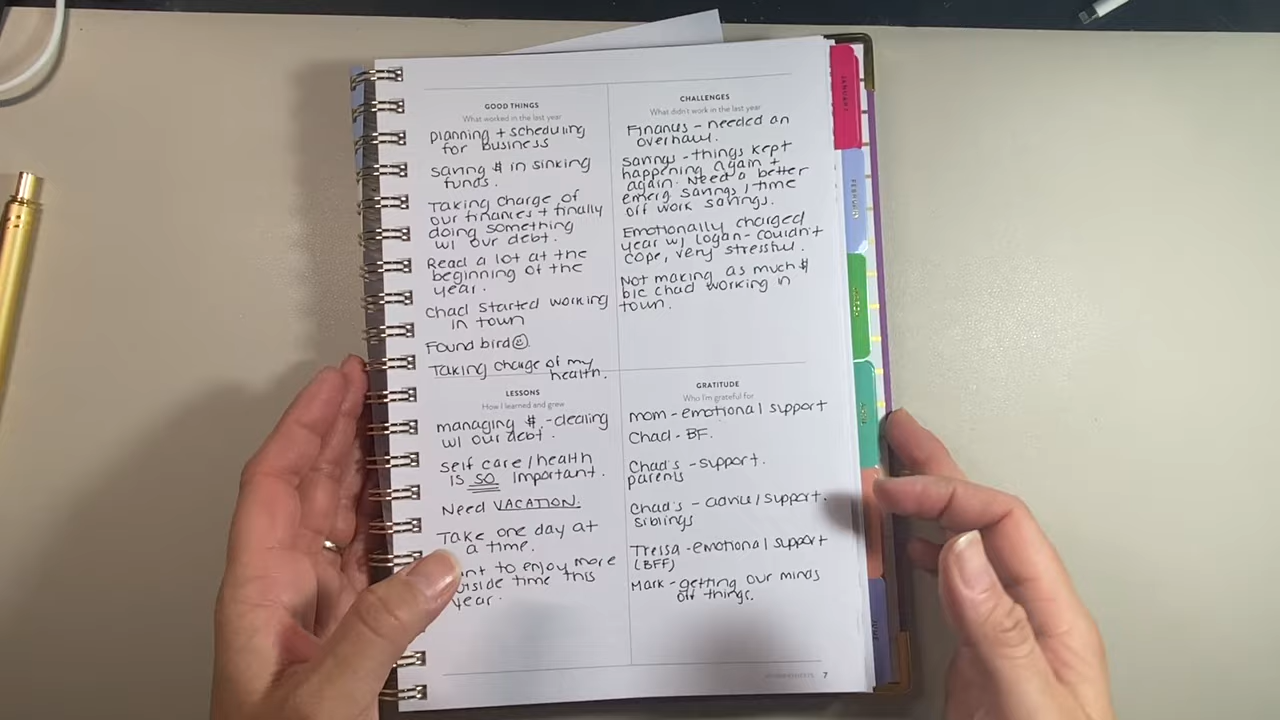 GOOD THINGS
What worked in the last year
planning + scheduling
for business
saving $ in sinking
funds.
Taking charge of
our finances + finally
doing something
w/ our debt.
Read a lot at the
beginning of the
year.
Chad started working
in town
Found bird☺
Taking charge of my
health.
CHALLENGES
What didn't work in the last year
Finances - needed an
overhaul.
savings - things kept
happening again +
again. Need a better
emerg savings / time
off work savings.
Emotionally charged
year w/ Logan - couldn't
cope, very stressful.
Not making as much $
b/c chad working in
town.
LESSONS
How I learned and grew
managing $ - dealing
w/ our debt.
self care / health
is SO important.
Need VACATION.
Take one day at
a time.
to enjoy more
time this
year.
GRATITUDE
Who I'm grateful for
mom - emotional support
Chad - BF.
Chad's - support.
parents
Chad's - advice / support.
siblings
Treisa - emotional support
(BFF)
Mark - getting our minds
off things.
7
JANUARY
FEBRUARY
MARCH
APRIL
JUNE